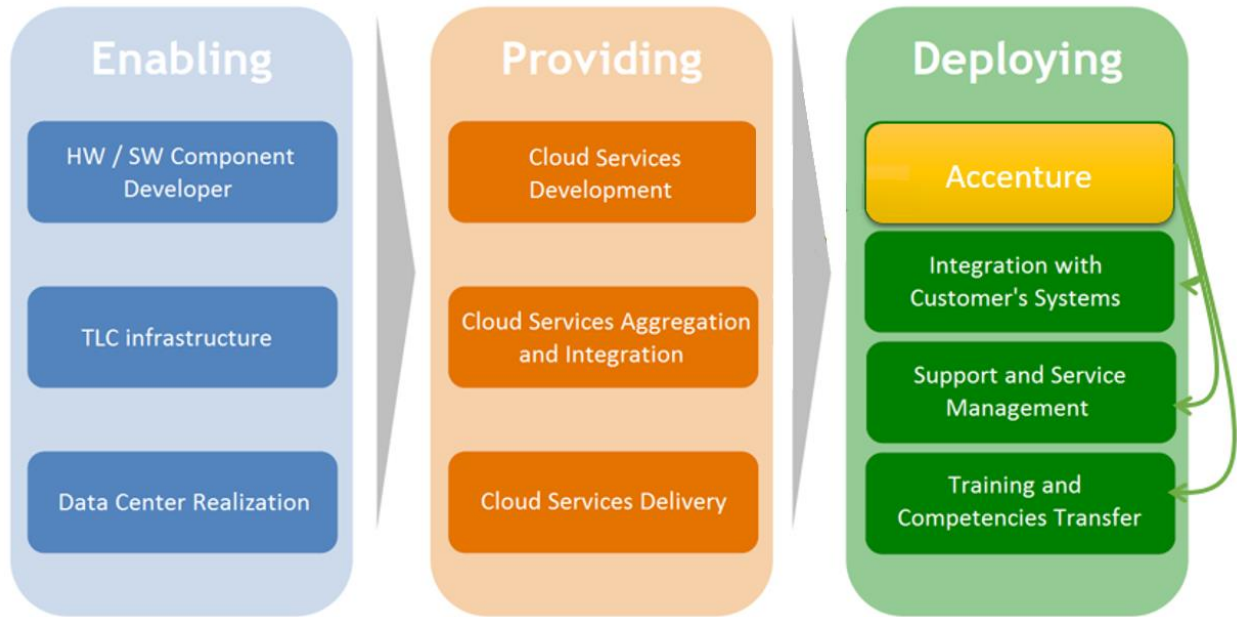 Enabling
HW / SW Component
Developer
TLC infrastructure
Data Center Realization
Providing
Cloud Services
Development
Cloud Services Aggregation
and Integration
Cloud Services Delivery
Deploying
Accenture
Integration with
Customer's Systems
Support and Service
Management
Training and
Competencies Transfer